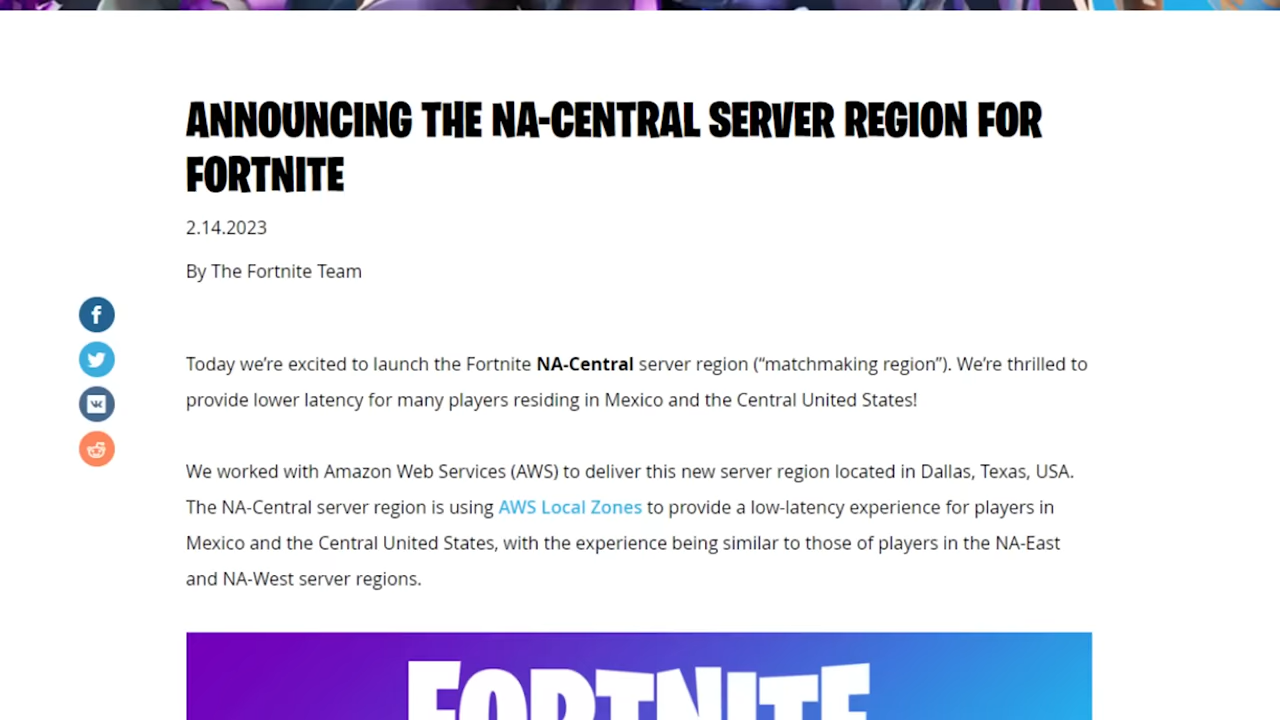 ANNOUNCING THE NA-CENTRAL SERVER REGION FOR
FORTNITE
2.14.2023
By The Fortnite Team
Today we’re excited to launch the Fortnite NA-Central server region (“matchmaking region”). We’re thrilled to
provide lower latency for many players residing in Mexico and the Central United States!
We worked with Amazon Web Services (AWS) to deliver this new server region located in Dallas, Texas, USA.
The NA-Central server region is using AWS Local Zones to provide a low-latency experience for players in
Mexico and the Central United States, with the experience being similar to those of players in the NA-East
and NA-West server regions.
FORTNITE